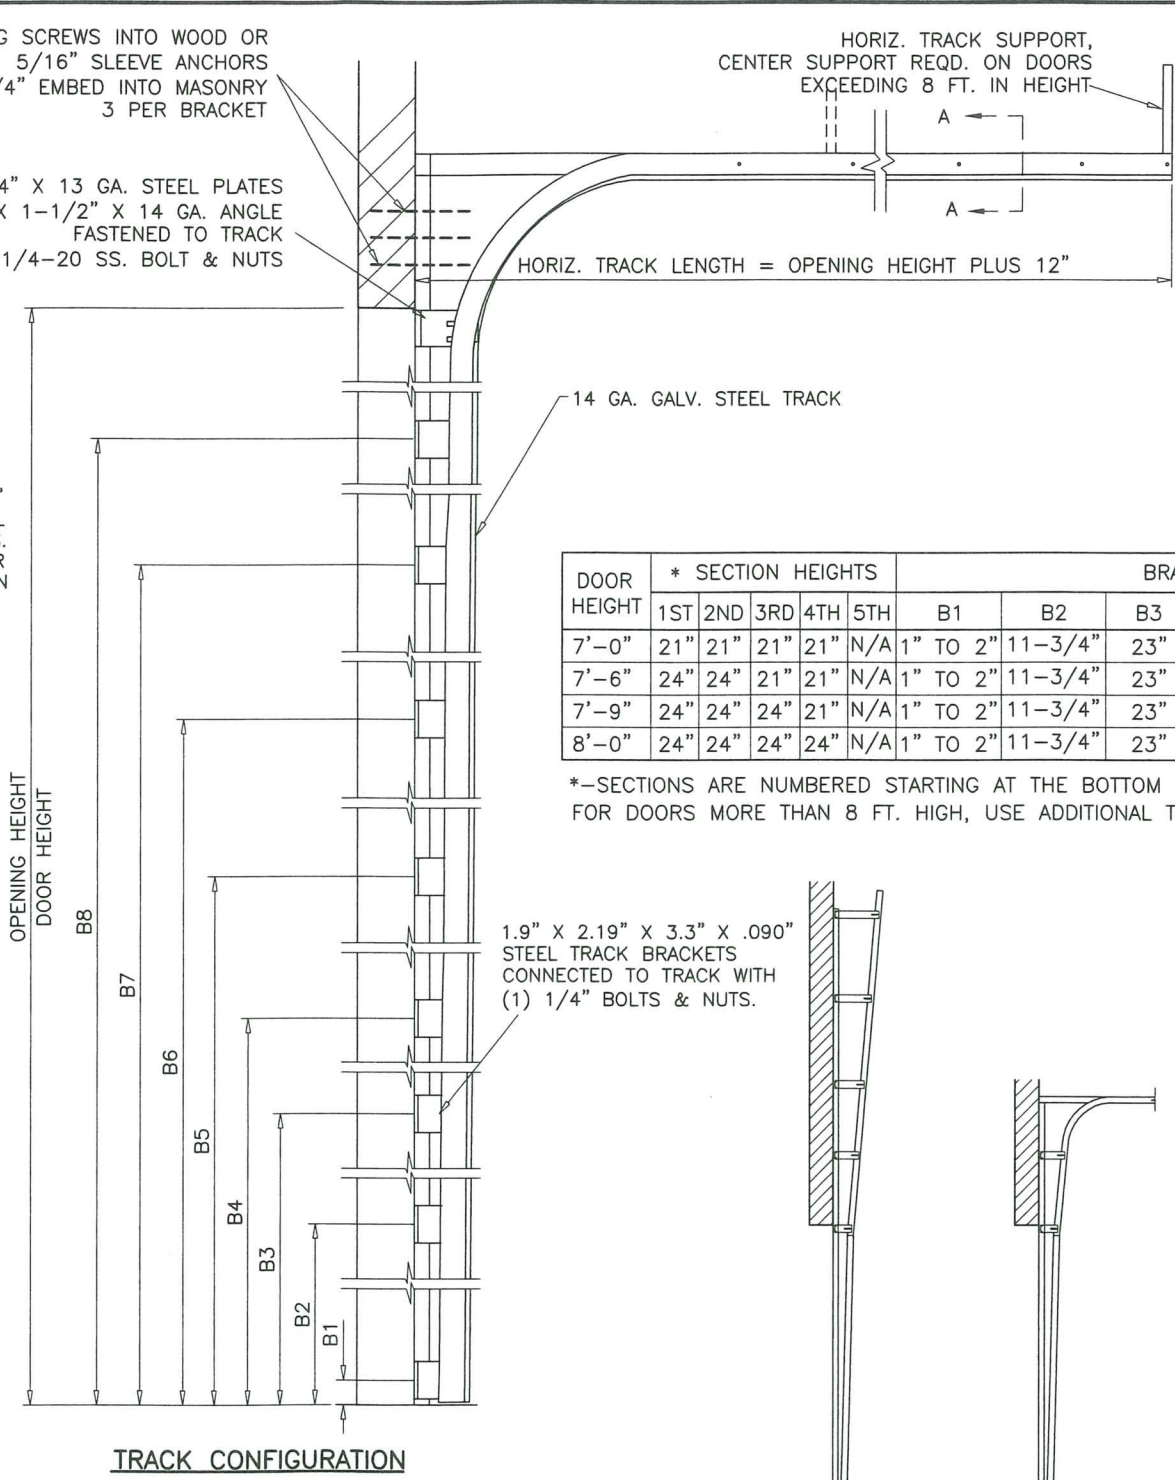 G SCREWS INTO WOOD OR
5/16" SLEEVE ANCHORS
/4" EMBED INTO MASONRY
3 PER BRACKET
HORIZ. TRACK SUPPORT,
CENTER SUPPORT REQD. ON DOORS
EXCEEDING 8 FT. IN HEIGHT
A
A
4" X 13 GA. STEEL PLATES
X 1-1/2" X 14 GA. ANGLE
FASTENED TO TRACK
1/4-20 SS. BOLT & NUTS
HORIZ. TRACK LENGTH = OPENING HEIGHT PLUS 12"
14 GA. GALV. STEEL TRACK
DOOR HEIGHT * SECTION HEIGHTS BRA
1ST 2ND 3RD 4TH 5TH B1 B2 B3
7'-0" 21" 21" 21" 21" N/A 1" TO 2" 11-3/4" 23"
7'-6" 24" 24" 21" 21" N/A 1" TO 2" 11-3/4" 23"
7'-9" 24" 24" 24" 21" N/A 1" TO 2" 11-3/4" 23"
8'-0" 24" 24" 24" 24" N/A 1" TO 2" 11-3/4" 23"
*-SECTIONS ARE NUMBERED STARTING AT THE BOTTOM
FOR DOORS MORE THAN 8 FT. HIGH, USE ADDITIONAL T
OPENING HEIGHT
DOOR HEIGHT
B8
B7
B6
B5
B4
B3
B2
B1
1.9" X 2.19" X 3.3" X .090"
STEEL TRACK BRACKETS
CONNECTED TO TRACK WITH
(1) 1/4" BOLTS & NUTS.
TRACK CONFIGURATION